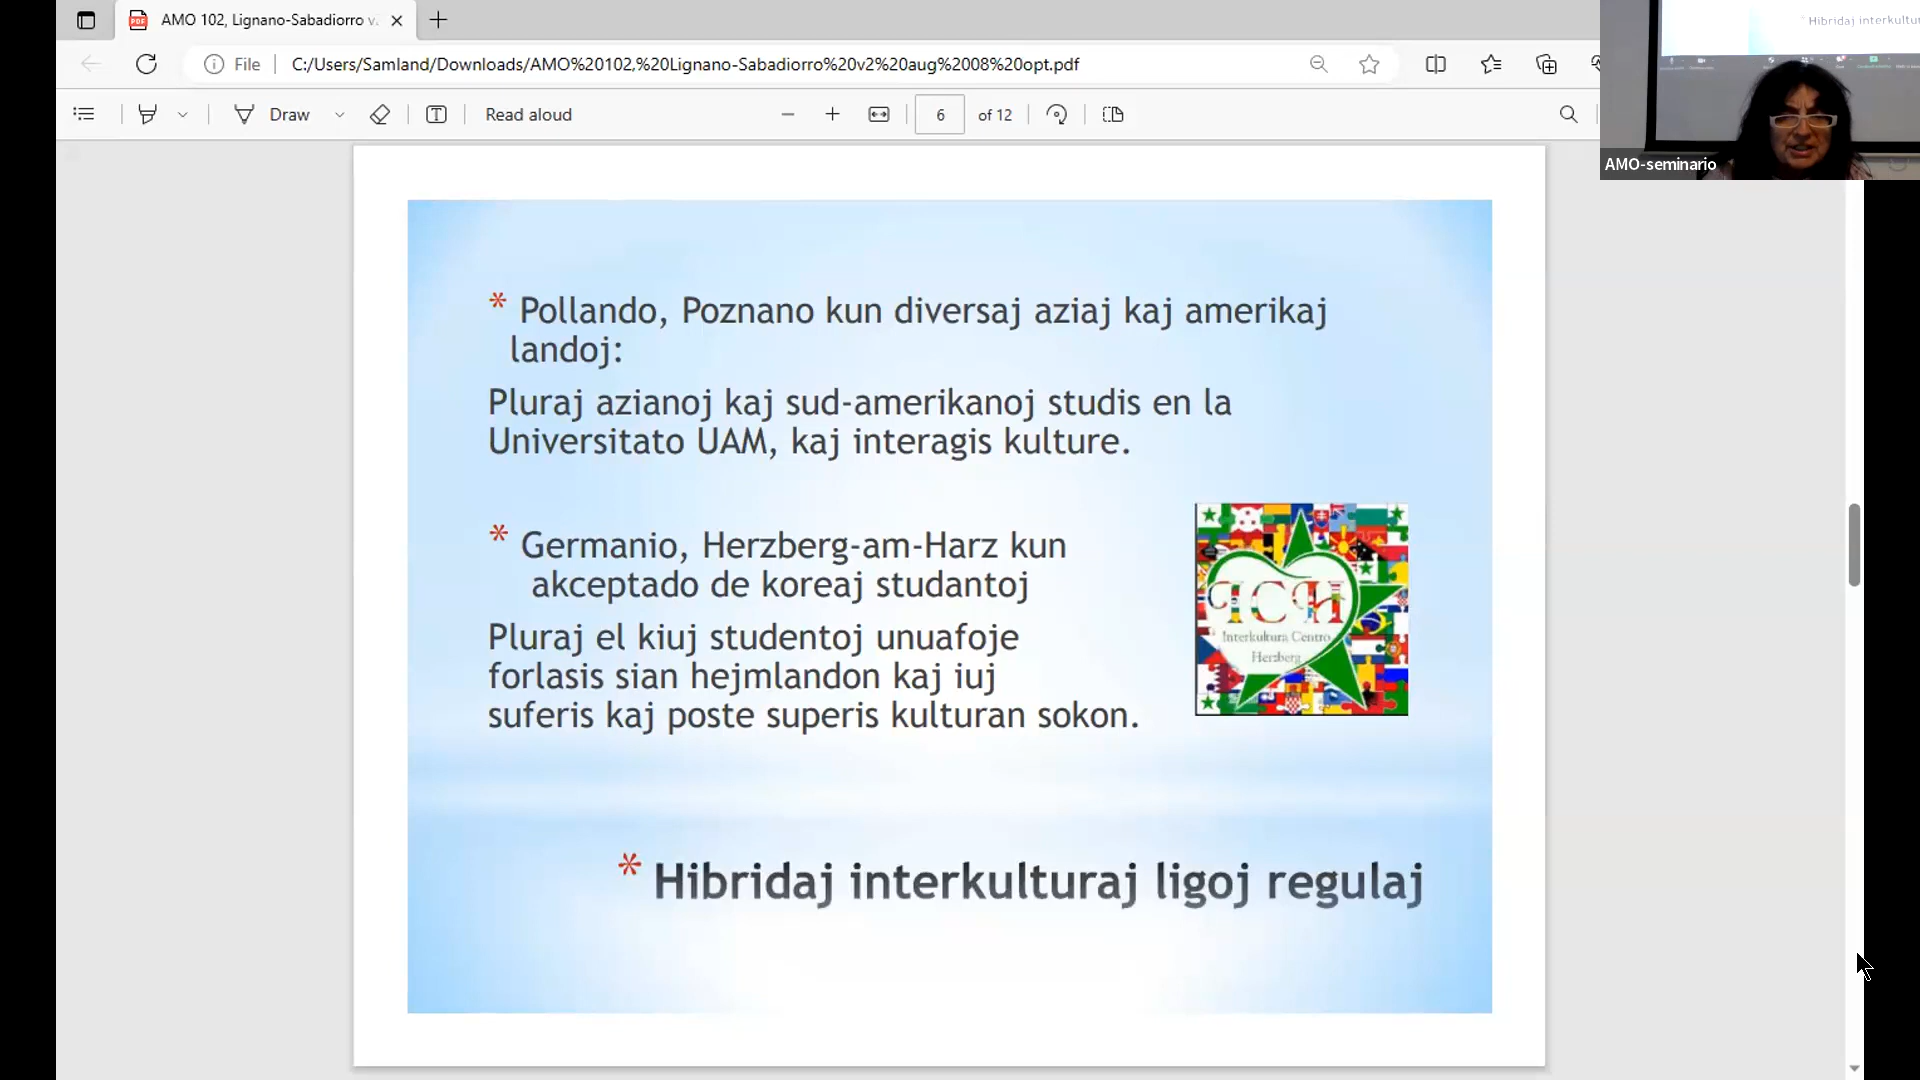 AMO 102, Lignano-Sabadiorro v
File
C:/Users/Samland/Downloads/AMO%20102,%20Lignano-Sabadiorro%20v2%20aug%2008%20opt.pdf
Draw
Read aloud
6
of 12
Hibridaj interkultur
AMO-seminario
* Pollando, Poznano kun diversaj aziaj kaj amerikaj
landoj:
Pluraj azianoj kaj sud-amerikanoj studis en la
Universitato UAM, kaj interagis kulture.
* Germanio, Herzberg-am-Harz kun
akceptado de koreaj studantoj
Pluraj el kiuj studentoj unuafoje
forlasis sian hejmlandon kaj iuj
suferis kaj poste superis kulturan sokon.
ICH
Interkultura Centro
Herzberg
* Hibridaj interkulturaj ligoj regulaj